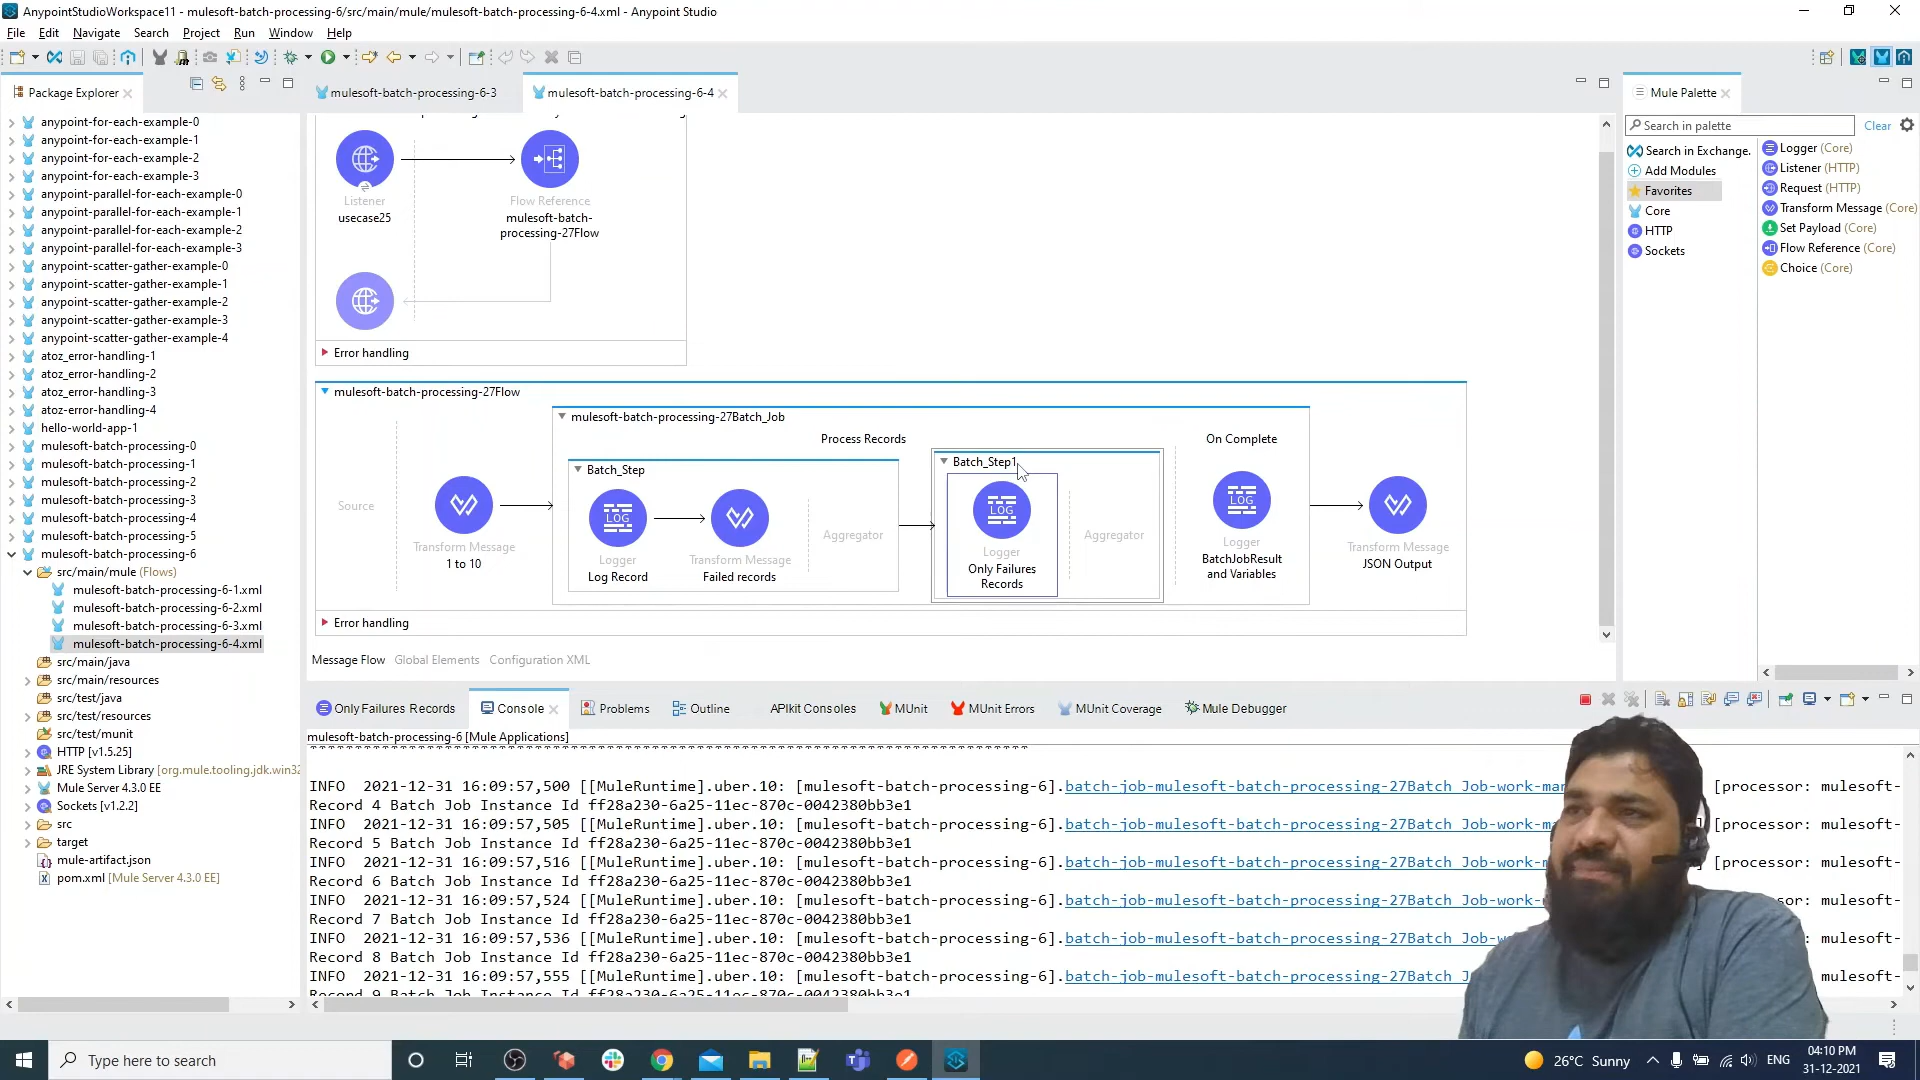 AnypointStudioWorkspace11 - mulesoft-batch-processing-6/src/main/mule/mulesoft-batch-processing-6-4.xml - Anypoint Studio
File Edit Navigate Search Project Run Window Help
Package Explorer
mulesoft-batch-processing-6-3
mulesoft-batch-processing-6-4
Mule Palette
anypoint-for-each-example-0
anypoint-for-each-example-1
anypoint-for-each-example-2
anypoint-for-each-example-3
anypoint-parallel-for-each-example-0
anypoint-parallel-for-each-example-1
anypoint-parallel-for-each-example-2
anypoint-parallel-for-each-example-3
anypoint-scatter-gather-example-0
anypoint-scatter-gather-example-1
anypoint-scatter-gather-example-2
anypoint-scatter-gather-example-3
anypoint-scatter-gather-example-4
atoz_error-handling-1
atoz_error-handling-2
atoz_error-handling-3
atoz-error-handling-4
hello-world-app-1
mulesoft-batch-processing-0
mulesoft-batch-processing-1
mulesoft-batch-processing-2
mulesoft-batch-processing-3
mulesoft-batch-processing-4
mulesoft-batch-processing-5
mulesoft-batch-processing-6
src/main/mule (Flows)
mulesoft-batch-processing-6-1.xml
mulesoft-batch-processing-6-2.xml
mulesoft-batch-processing-6-3.xml
mulesoft-batch-processing-6-4.xml
src/main/java
src/main/resources
src/test/java
src/test/resources
src/test/munit
HTTP [v1.5.25]
JRE System Library [org.mule.tooling.jdk.win32
Mule Server 4.3.0 EE
Sockets [v1.2.2]
src
target
mule-artifact.json
pom.xml [Mule Server 4.3.0 EE]
Listener
usecase25
Flow Reference
mulesoft-batch-
processing-27Flow
Error handling
mulesoft-batch-processing-27Flow
mulesoft-batch-processing-27Batch_Job
Process Records
On Complete
Batch_Step
Batch_Step1
Source
Transform Message
1 to 10
LOG
Logger
Log Record
Transform Message
Failed records
Aggregator
LOG
Logger
Only Failures
Records
Aggregator
LOG
Logger
BatchJobResult
and Variables
Transform Message
JSON Output
Error handling
Message Flow Global Elements Configuration XML
Search in palette
Clear
Search in Exchange.
Add Modules
Favorites
Core
HTTP
Sockets
Logger (Core)
Listener (HTTP)
Request (HTTP)
Transform Message (Core)
Set Payload (Core)
Flow Reference (Core)
Choice (Core)
Only Failures Records Console Problems Outline APIkit Consoles MUnit MUnit Errors MUnit Coverage Mule Debugger
mulesoft-batch-processing-6 [Mule Applications]
INFO 2021-12-31 16:09:57,500 [[MuleRuntime].uber.10: [mulesoft-batch-processing-6].batch-job-mulesoft-batch-processing-27Batch_Job-work-mar [processor: mulesoft-
Record 4 Batch Job Instance Id ff28a230-6a25-11ec-870c-0042380bb3e1
INFO 2021-12-31 16:09:57,505 [[MuleRuntime].uber.10: [mulesoft-batch-processing-6].batch-job-mulesoft-batch-processing-27Batch_Job-work-ma [processor: mulesoft-
Record 5 Batch Job Instance Id ff28a230-6a25-11ec-870c-0042380bb3e1
INFO 2021-12-31 16:09:57,516 [[MuleRuntime].uber.10: [mulesoft-batch-processing-6].batch-job-mulesoft-batch-processing-27Batch_Job-work-m ] [processor: mulesoft-
Record 6 Batch Job Instance Id ff28a230-6a25-11ec-870c-0042380bb3e1
INFO 2021-12-31 16:09:57,524 [[MuleRuntime].uber.10: [mulesoft-batch-processing-6].batch-job-mulesoft-batch-processing-27Batch_Job-work- sor: mulesoft-
Record 7 Batch Job Instance Id ff28a230-6a25-11ec-870c-0042380bb3e1
INFO 2021-12-31 16:09:57,536 [[MuleRuntime].uber.10: [mulesoft-batch-processing-6].batch-job-mulesoft-batch-processing-27Batch_Job-w : mulesoft-
Record 8 Batch Job Instance Id ff28a230-6a25-11ec-870c-0042380bb3e1
INFO 2021-12-31 16:09:57,555 [[MuleRuntime].uber.10: [mulesoft-batch-processing-6].batch-job-mulesoft-batch-processing-27Batch_J : mulesoft-
Record 9 Batch Job Instance Id ff28a230-6a25-11ec-870c-0042380bb3e1
Type here to search
26°C Sunny
ENG
04:10 PM
31-12-2021